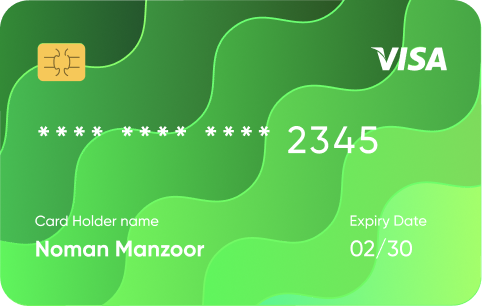 VISA
**** **** **** 2345
Card Holder name
Expiry Date
Noman Manzoor
02/30